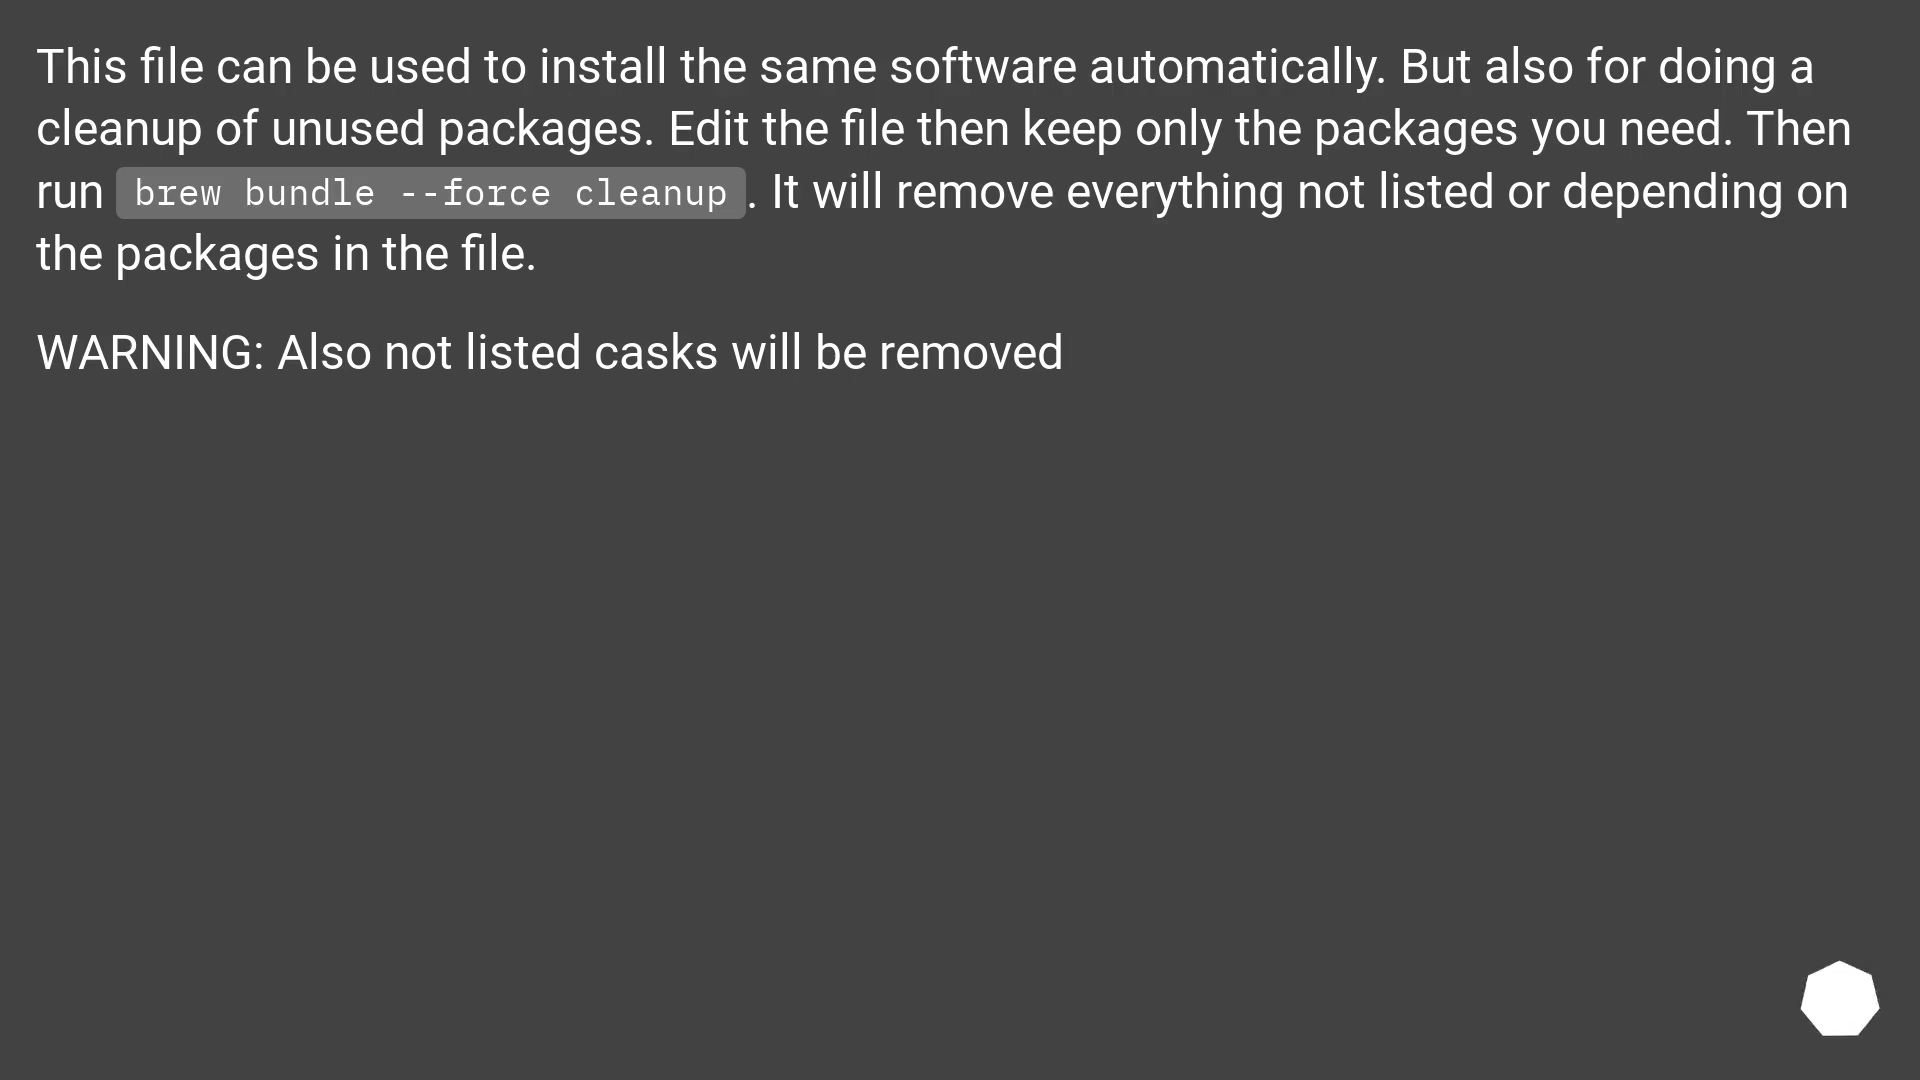 This file can be used to install the same software automatically. But also for doing a
cleanup of unused packages. Edit the file then keep only the packages you need. Then
run brew bundle --force cleanup. It will remove everything not listed or depending on
the packages in the file.
WARNING: Also not listed casks will be removed